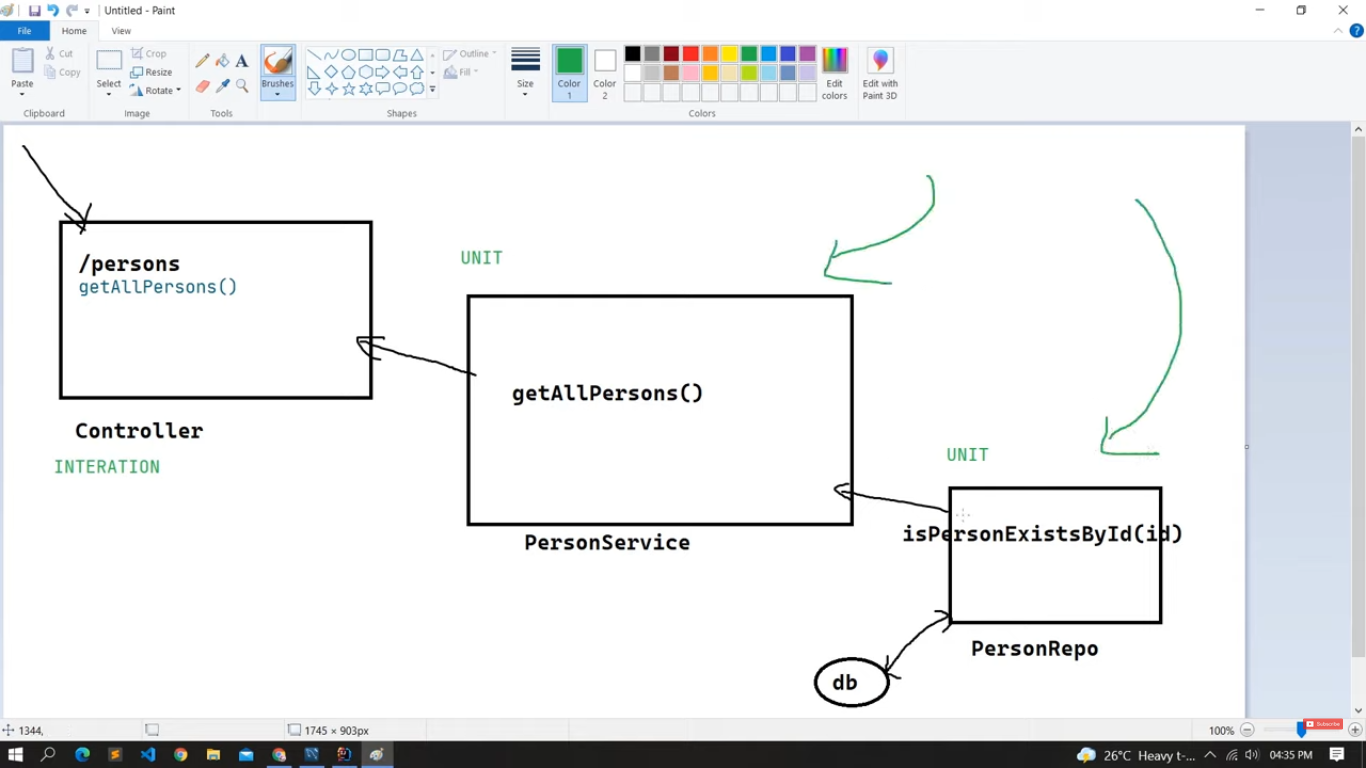 Untitled - Paint
File
Home
View
Paste
Cut
Copy
Clipboard
Select
Crop
Resize
Rotate
Image
Tools
Brushes
Shapes
Outline
Fill
Size
Color 1
Color 2
Edit colors
Edit with Paint 3D
Colors
/persons
getAllPersons()
Controller
INTERATION
UNIT
getAllPersons()
PersonService
UNIT
isPersonExistsById(id)
PersonRepo
db
1344,
1745 × 903px
100%
Subscribe
26°C Heavy t-...
04:35 PM